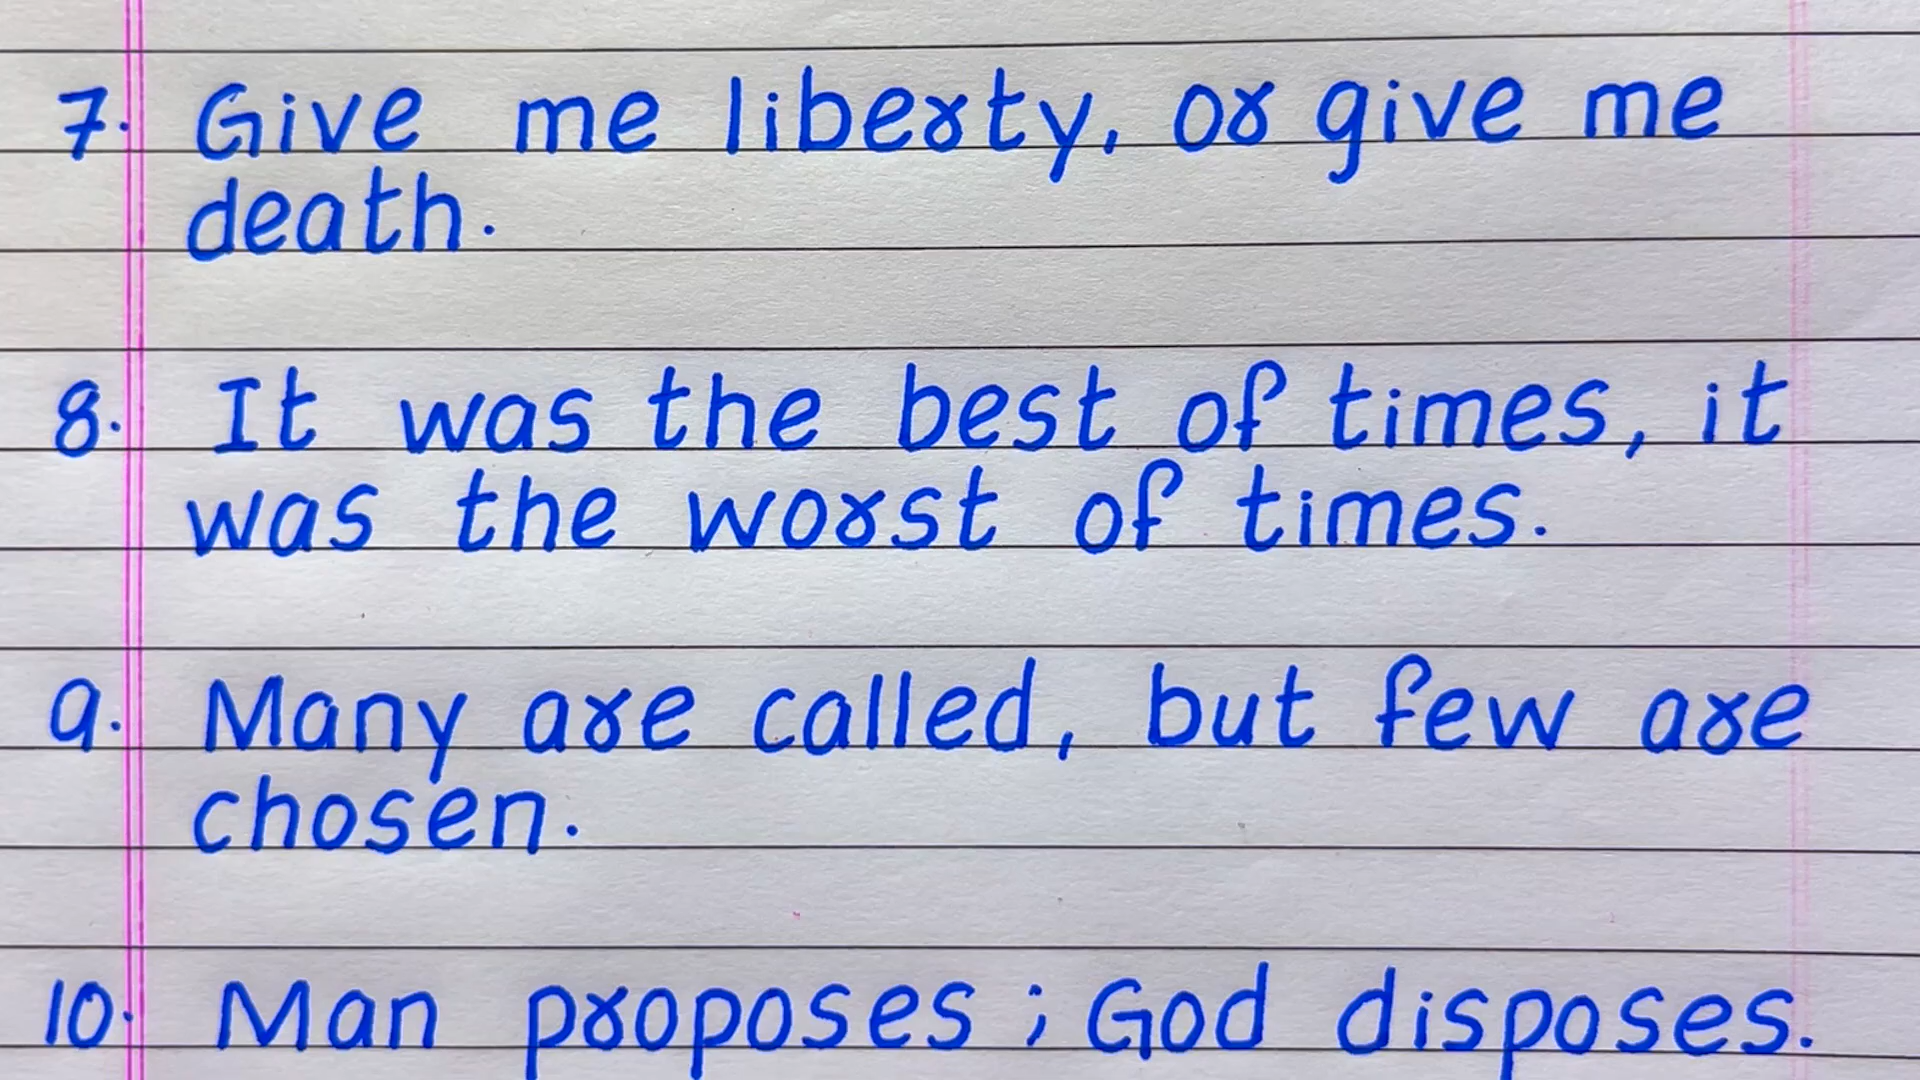 7. Give me liberty, or give me
death.
8. It was the best of times, it
was the worst of times.
9. Many are called, but few are
chosen.
10. Man proposes; God disposes.